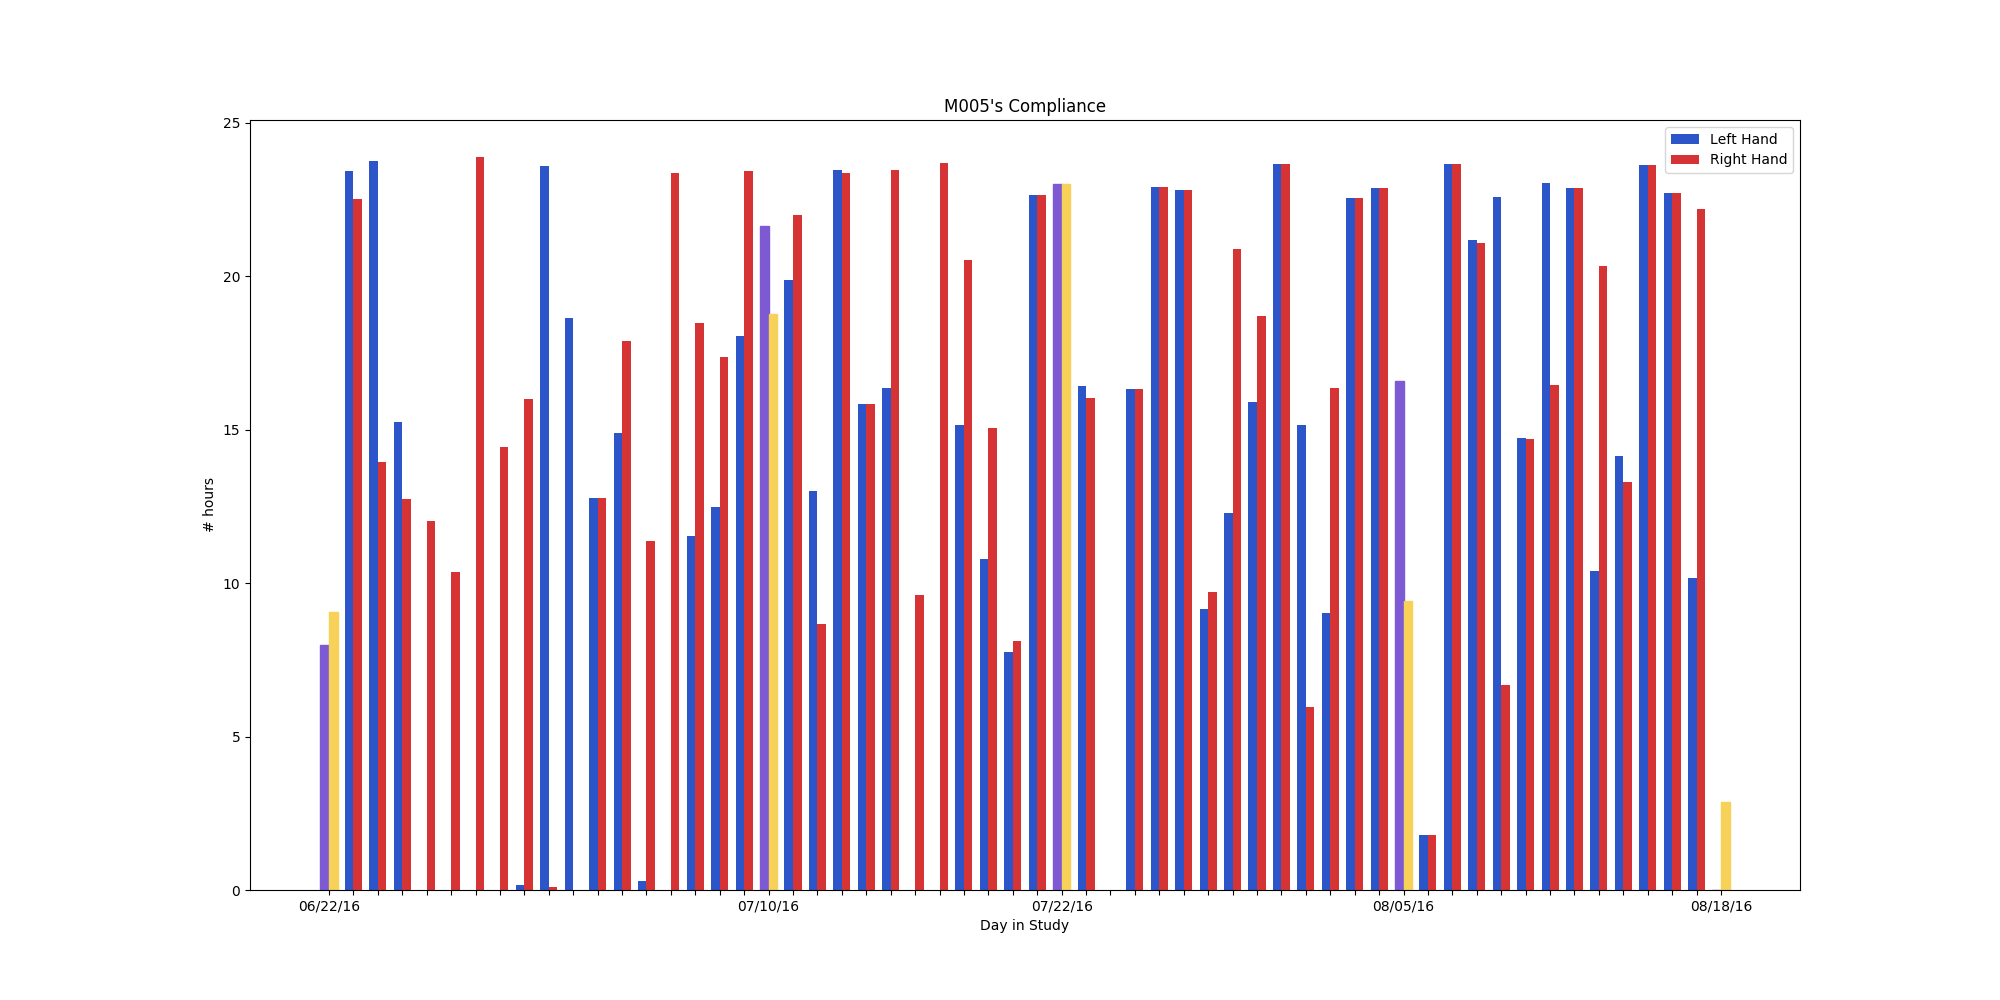 M005's Compliance
Left Hand
Right Hand
25
20
15
10
5
0
# hours
06/22/16
07/10/16
07/22/16
08/05/16
08/18/16
Day in Study